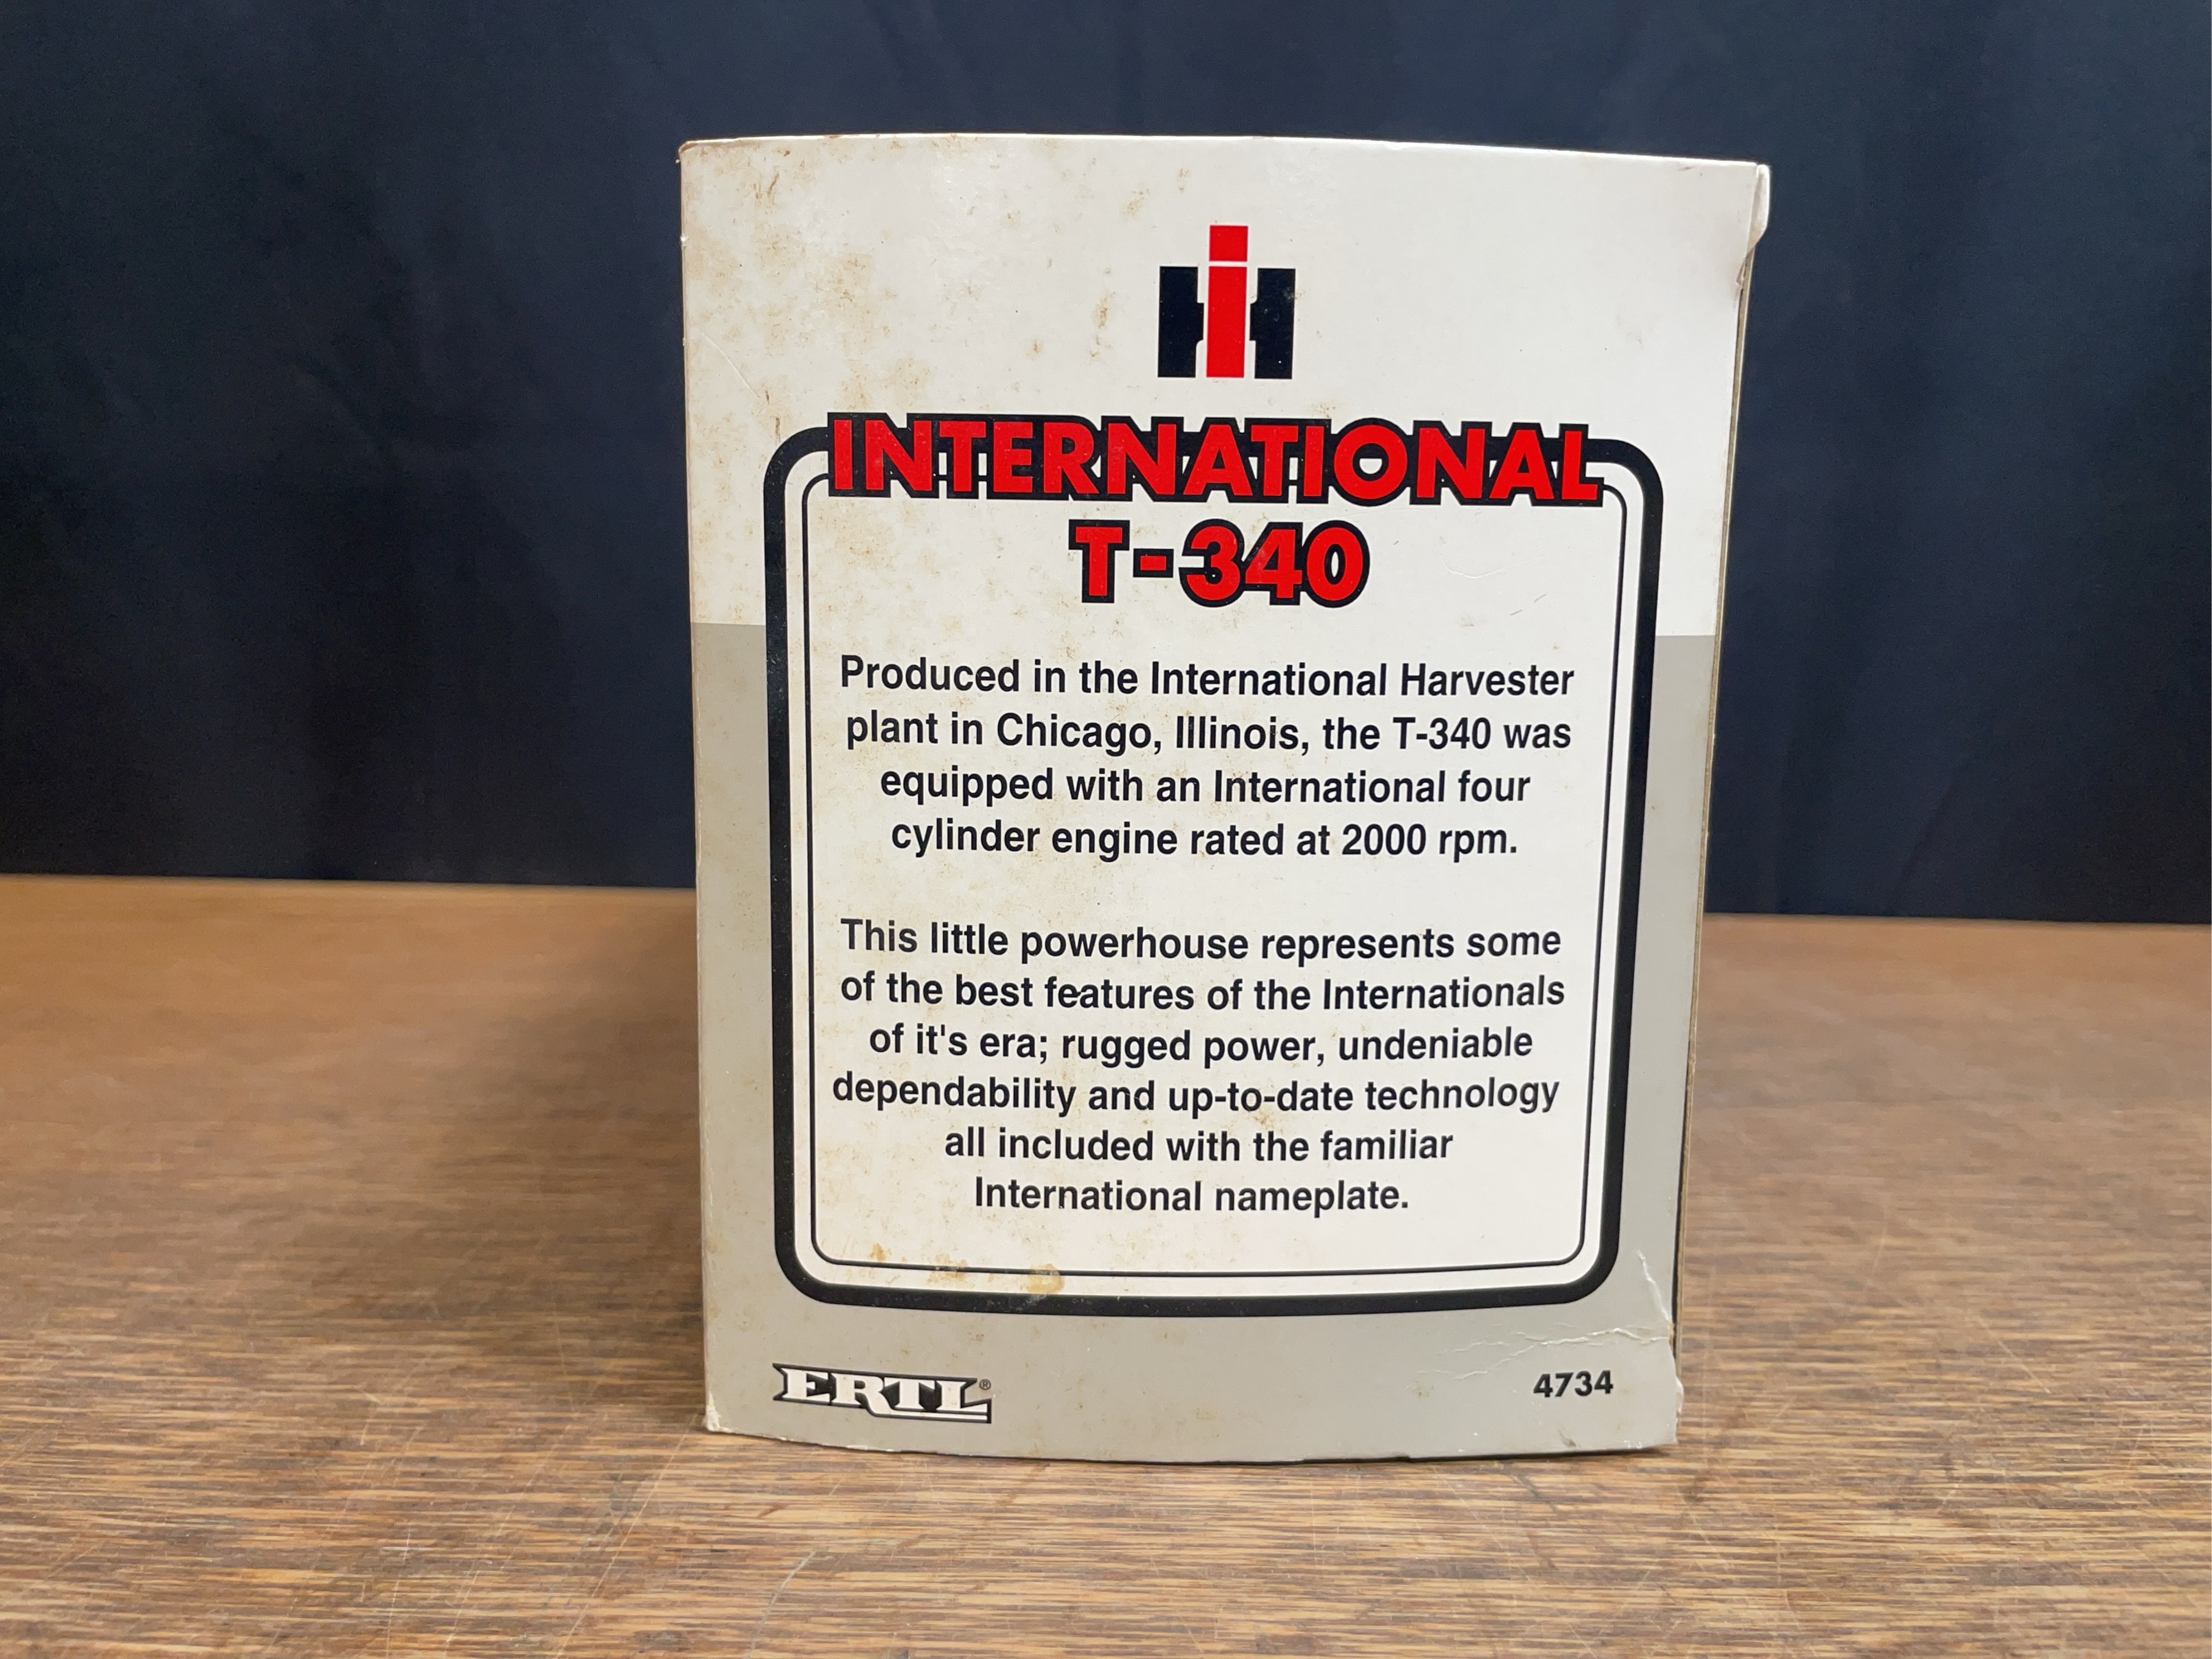 IH
INTERNATIONAL
T-340
Produced in the International Harvester
plant in Chicago, Illinois, the T-340 was
equipped with an International four
cylinder engine rated at 2000 rpm.
This little powerhouse represents some
of the best features of the Internationals
of it's era; rugged power, undeniable
dependability and up-to-date technology
all included with the familiar
International nameplate.
ERTL®
4734